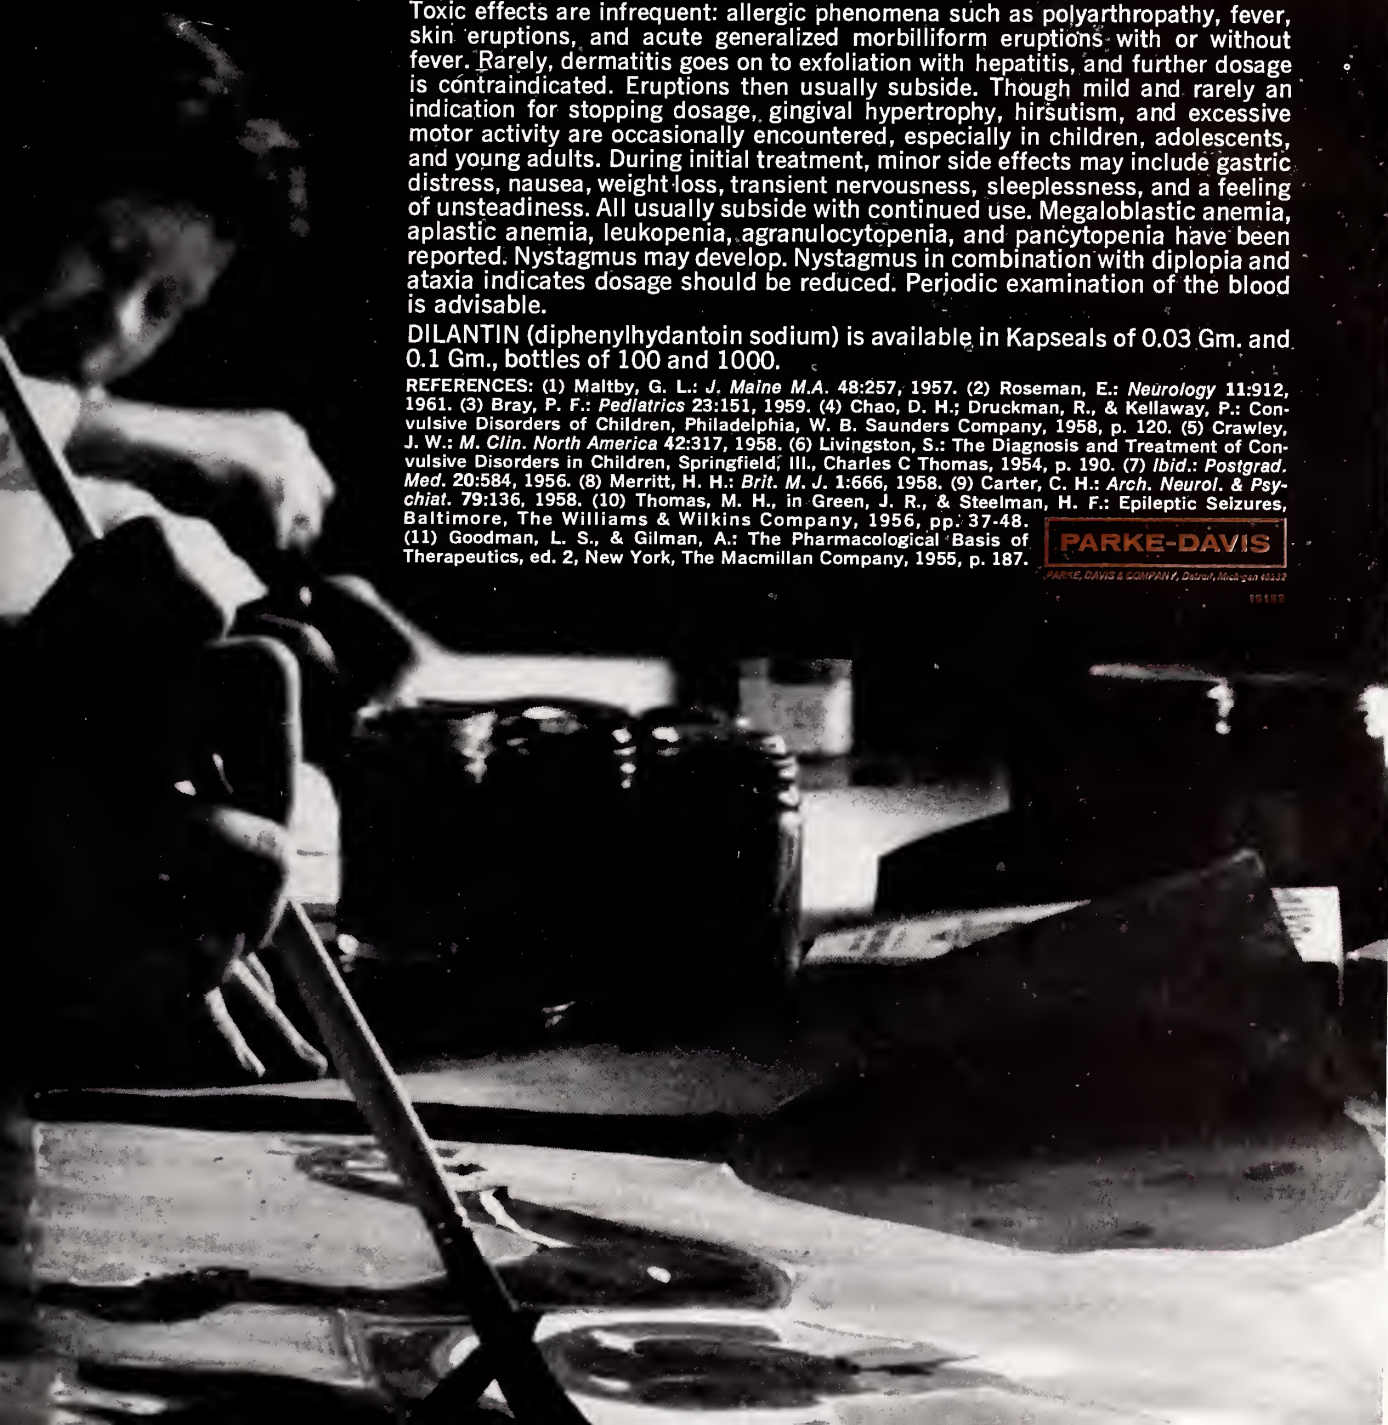 Toxic effects are infrequent: allergic phenomena such as polyarthropathy, fever,
skin eruptions, and acute generalized morbilliform eruptions with or without
fever. Rarely, dermatitis goes on to exfoliation with hepatitis, and further dosage
is contraindicated. Eruptions then usually subside. Though mild and rarely an
indication for stopping dosage, gingival hypertrophy, hirsutism, and excessive
motor activity are occasionally encountered, especially in children, adolescents,
and young adults. During initial treatment, minor side effects may include gastric
distress, nausea, weight loss, transient nervousness, sleeplessness, and a feeling
of unsteadiness. All usually subside with continued use. Megaloblastic anemia,
aplastic anemia, leukopenia, agranulocytopenia, and pancytopenia have been
reported. Nystagmus may develop. Nystagmus in combination with diplopia and
ataxia indicates dosage should be reduced. Periodic examination of the blood
is advisable.
DILANTIN (diphenylhydantoin sodium) is available in Kapseals of 0.03 Gm. and
0.1 Gm., bottles of 100 and 1000.
REFERENCES: (1) Maltby, G. L.: J. Maine M.A. 48:257, 1957. (2) Roseman, E.: Neurology 11:912,
1961. (3) Bray, P. F.: Pediatrics 23:151, 1959. (4) Chao, D. H.; Druckman, R., & Kellaway, P.: Con-
vulsive Disorders of Children, Philadelphia, W. B. Saunders Company, 1958, p. 120. (5) Crawley,
J. W.: M. Clin. North America 42:317, 1958. (6) Livingston, S.: The Diagnosis and Treatment of Con-
vulsive Disorders in Children, Springfield, Ill., Charles C Thomas, 1954, p. 190. (7) Ibid.: Postgrad.
Med. 20:584, 1956. (8) Merritt, H. H.: Brit. M. J. 1:666, 1958. (9) Carter, C. H.: Arch. Neurol. & Psy-
chiat. 79:136, 1958. (10) Thomas, M. H., in Green, J. R., & Steelman, H. F.: Epileptic Seizures,
Baltimore, The Williams & Wilkins Company, 1956, pp. 37-48.
(11) Goodman, L. S., & Gilman, A.: The Pharmacological Basis of
Therapeutics, ed. 2, New York, The Macmillan Company, 1955, p. 187.
PARKE-DAVIS
PARKE, DAVIS & COMPANY, Detroit, Michigan 48232